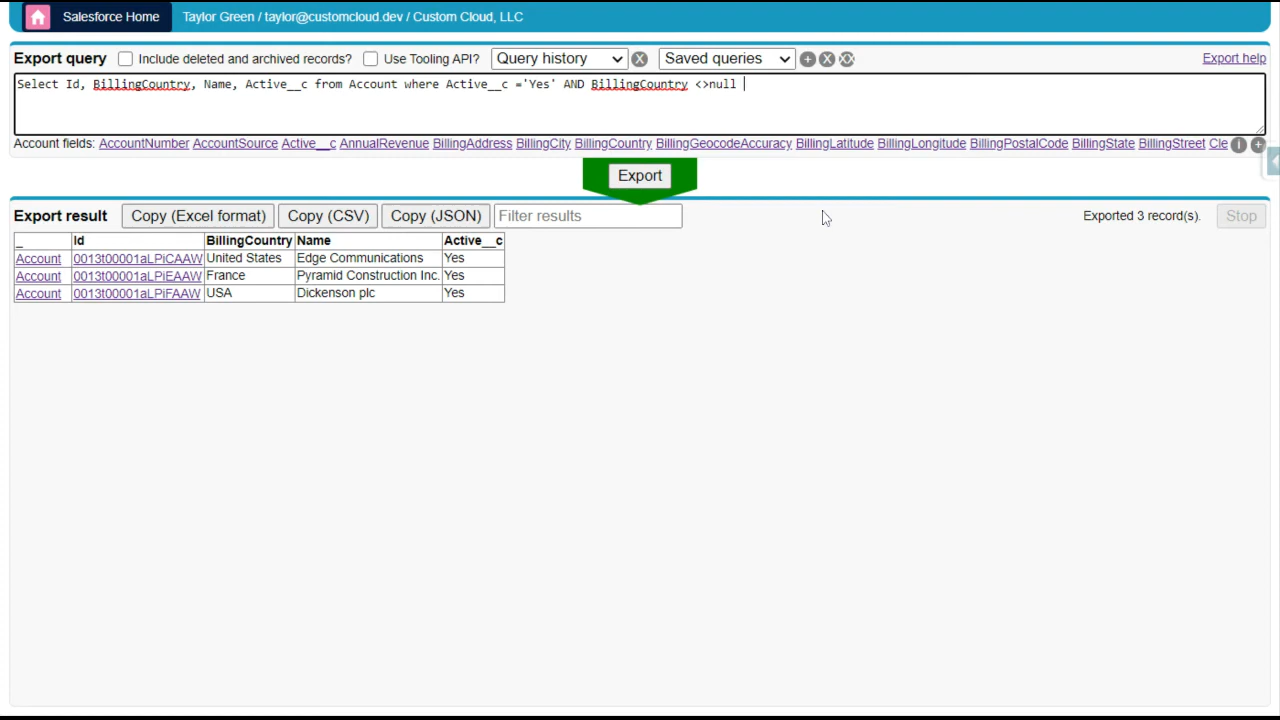 Salesforce Home Taylor Green / taylor@customcloud.dev / Custom Cloud, LLC
Export query Include deleted and archived records? Use Tooling API? Query history Saved queries Export help
Select Id, BillingCountry, Name, Active__c from Account where Active__c ='Yes' AND BillingCountry <>null
Account fields: AccountNumber AccountSource Active__c AnnualRevenue BillingAddress BillingCity BillingCountry BillingGeocodeAccuracy BillingLatitude BillingLongitude BillingPostalCode BillingState BillingStreet Cle
Export
Export result Copy (Excel format) Copy (CSV) Copy (JSON) Filter results Exported 3 record(s). Stop
_ Id BillingCountry Name Active__c
Account 0013t00001aLPiCAAW United States Edge Communications Yes
Account 0013t00001aLPiEAAW France Pyramid Construction Inc. Yes
Account 0013t00001aLPiFAAW USA Dickenson plc Yes